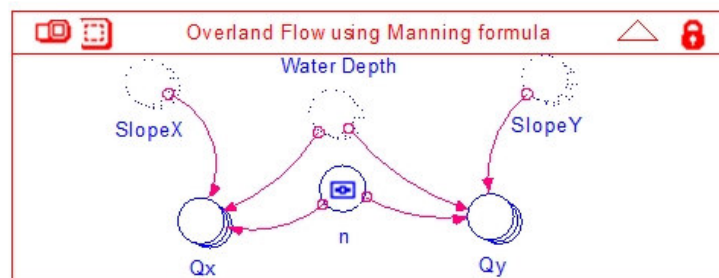 Overland Flow using Manning formula
Water Depth
SlopeX
SlopeY
n
Qx
Qy